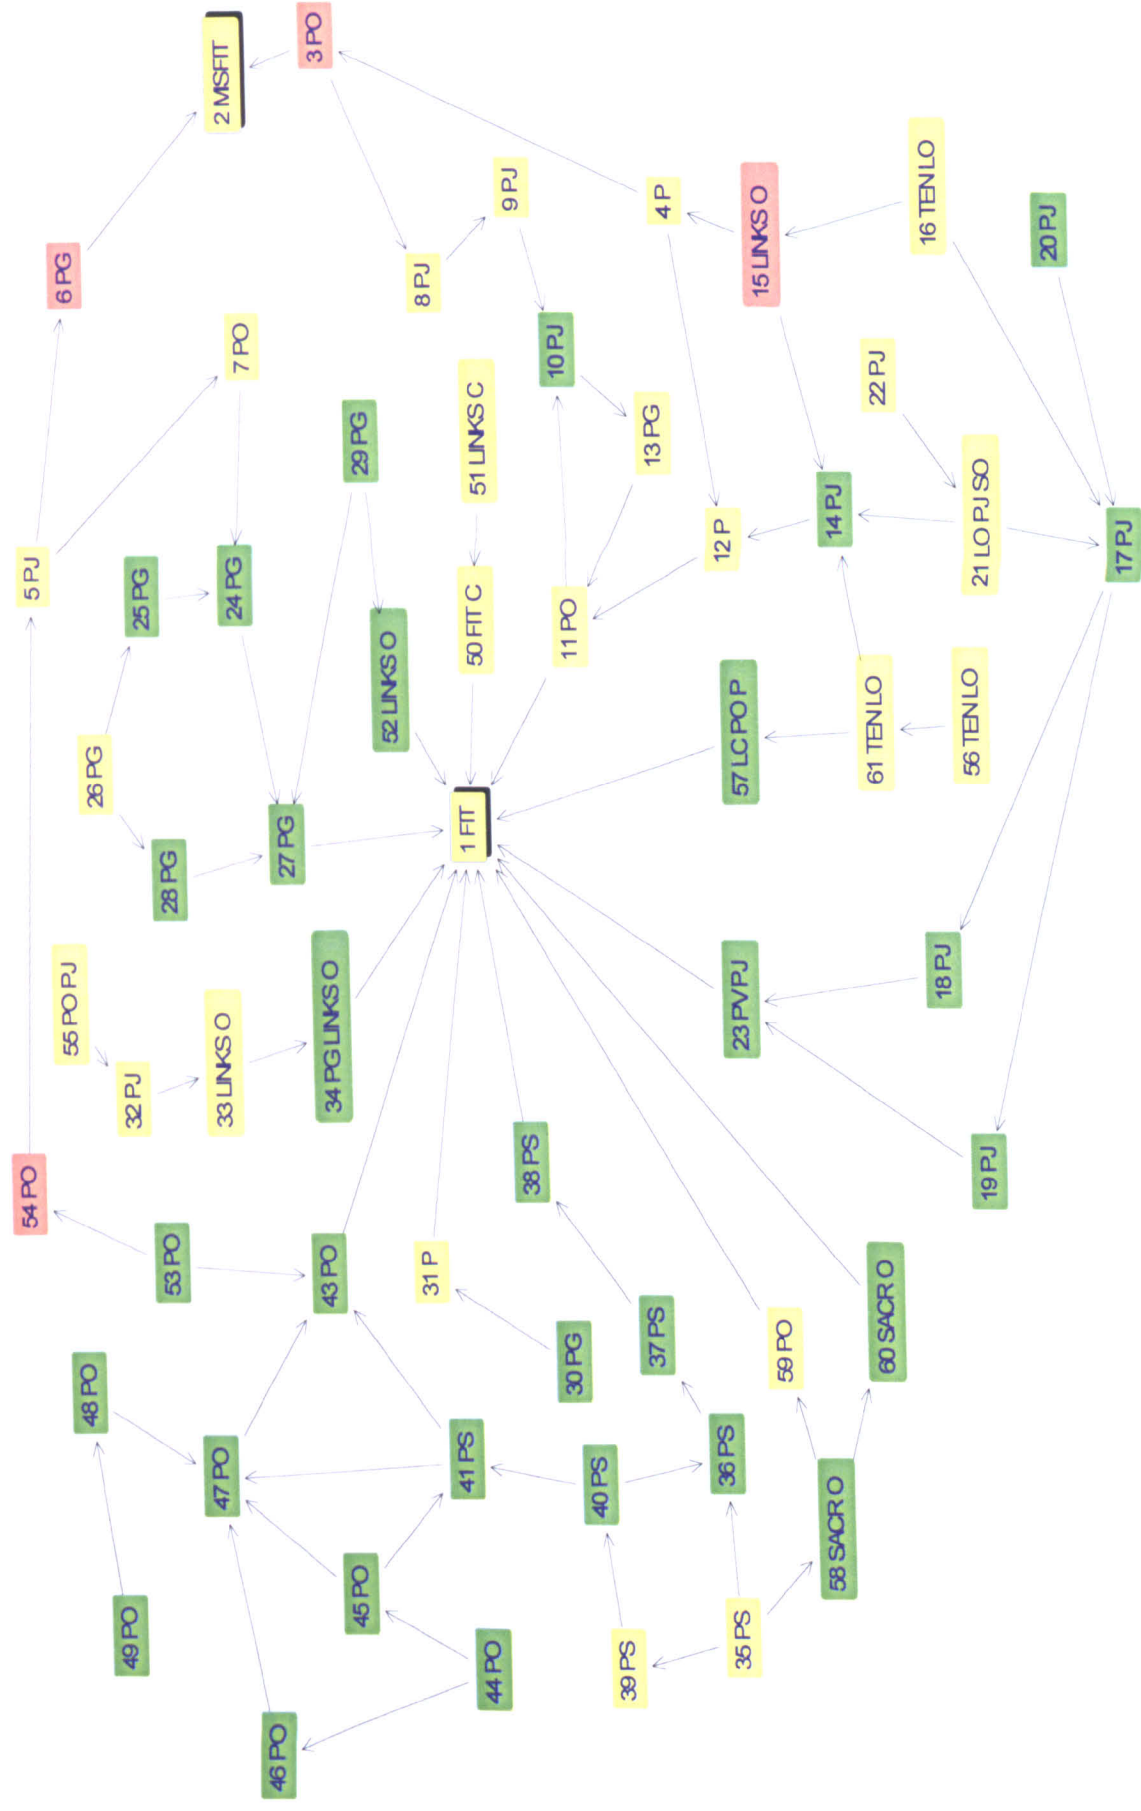 2 MISFIT
3 PO
6 PG
9 PJ
4 P
15 LINKS O
16 TEN LO
20 PJ
8 PJ
7 PO
10 PJ
22 PJ
29 PG
51 LINKS C
13 PG
14 PJ
21 LO PJ SO
17 PJ
5 PJ
25 PG
24 PG
50 FIT C
11 PO
12 P
52 LINKS O
57 LC PO P
61 TEN LO
56 TEN LO
26 PG
28 PG
27 PG
1 FIT
55 PO PJ
32 PJ
33 LINKS O
34 PG LINKS O
23 PV PJ
18 PJ
54 PO
38 PS
19 PJ
53 PO
43 PO
31 P
30 PG
37 PS
59 PO
60 SACR O
48 PO
47 PO
41 PS
40 PS
36 PS
58 SACR O
49 PO
45 PO
44 PO
39 PS
35 PS
46 PO